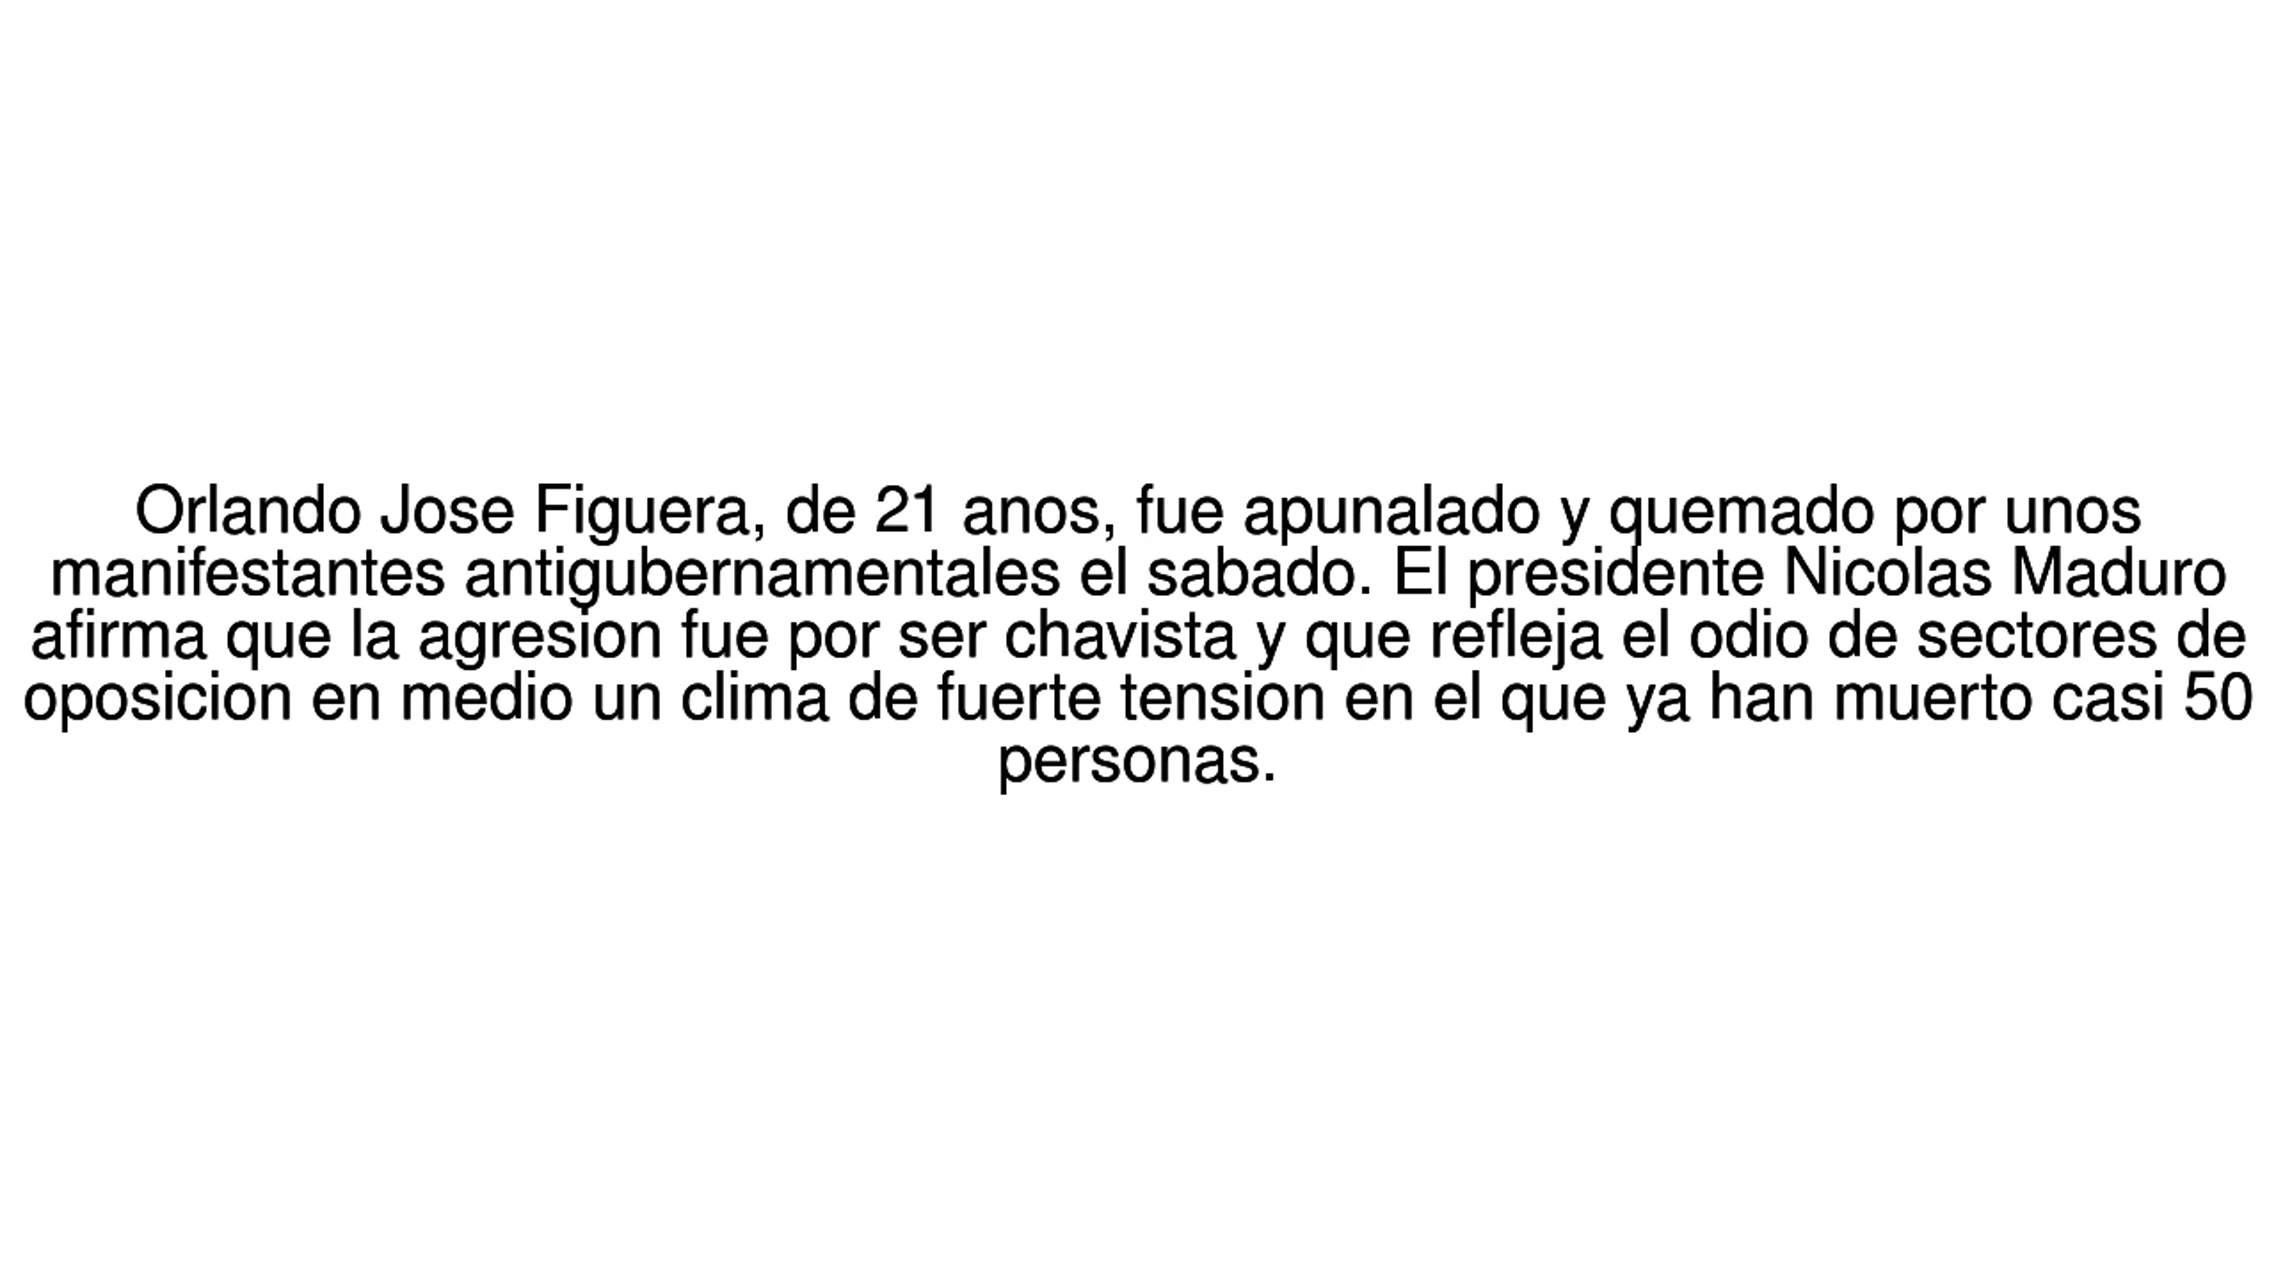 Orlando Jose Figuera, de 21 anos, fue apunalado y quemado por unos
manifestantes antigubernamentales el sabado. El presidente Nicolas Maduro
afirma que la agresion fue por ser chavista y que refleja el odio de sectores de
oposicion en medio un clima de fuerte tension en el que ya han muerto casi 50
personas.